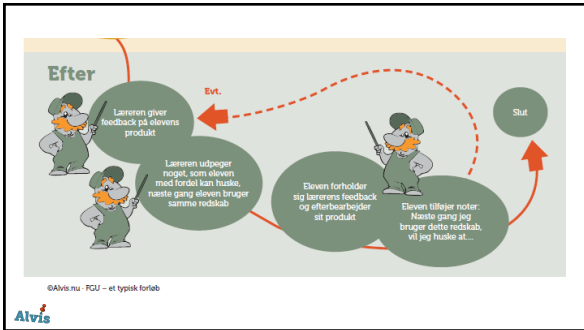 Efter
Evt.
Læreren giver
feedback på elevens
produkt
Slut
Læreren udpeger
noget, som eleven
med fordel kan huske,
næste gang eleven bruger
samme redskab
Eleven forholder
sig lærerens feedback
og efterbearbejder
sit produkt
Eleven tilføjer noter:
Næste gang jeg
bruger dette redskab,
vil jeg huske at....
©Alvis.nu - FGU – et typisk forløb
Alvis